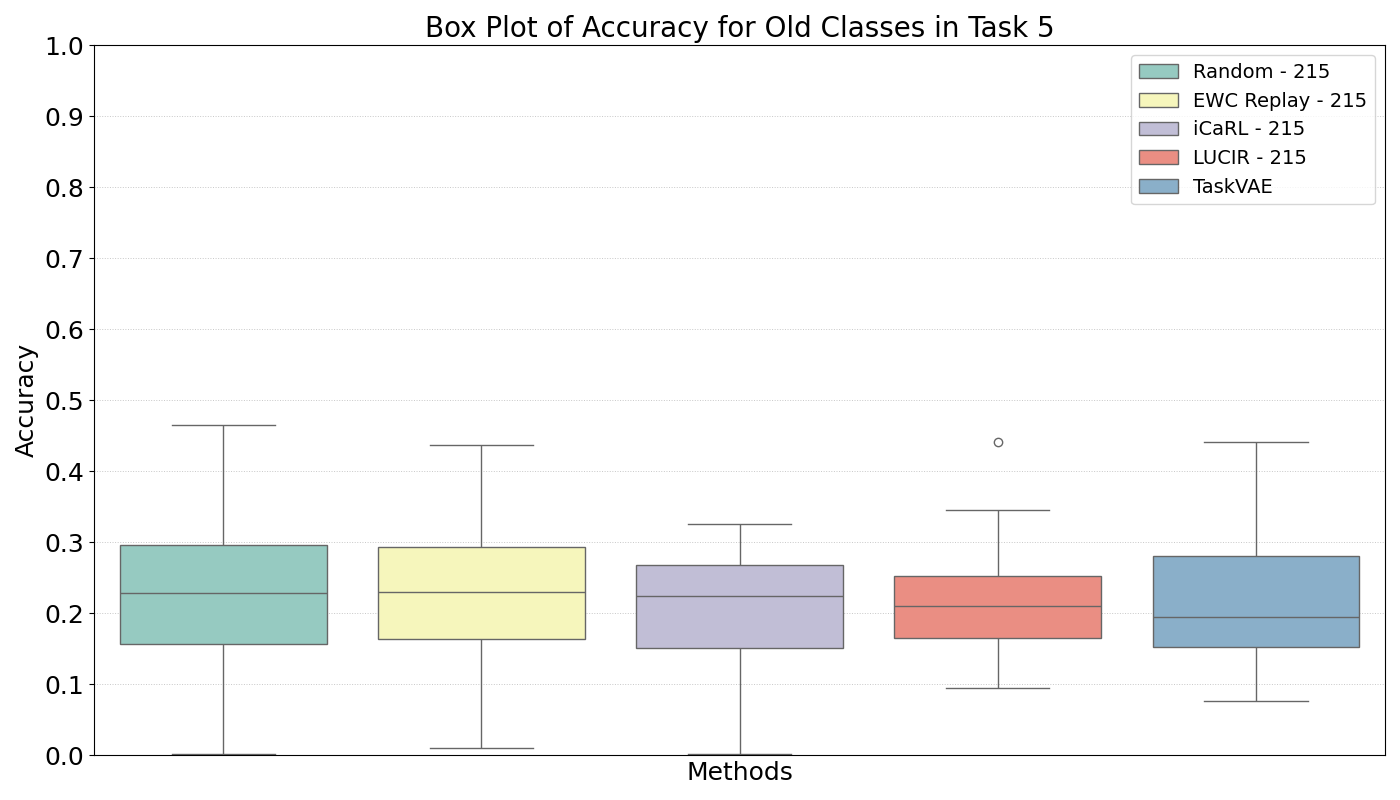 Box Plot of Accuracy for Old Classes in Task 5
1.0
0.9
0.8
0.7
0.6
0.5
0.4
0.3
0.2
0.1
0.0
Accuracy
Methods
Random - 215
EWC Replay - 215
iCaRL - 215
LUCIR - 215
TaskVAE